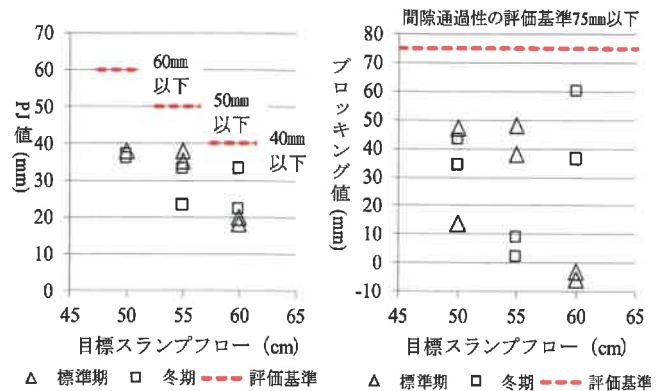 70
60
50
40
30
20
10
0
PJ値(mm)
60mm
以下
50mm
以下
40mm
以下
45 50 55 60 65
目標スランプフロー (cm)
△ 標準期 □ 冬期 評価基準
間隙通過性の評価基準75mm以下
80
70
60
50
40
30
20
10
0
-10
ブロッキング値(mm)
45 50 55 60 65
目標スランプフロー (cm)
△ 標準期 □ 冬期 評価基準